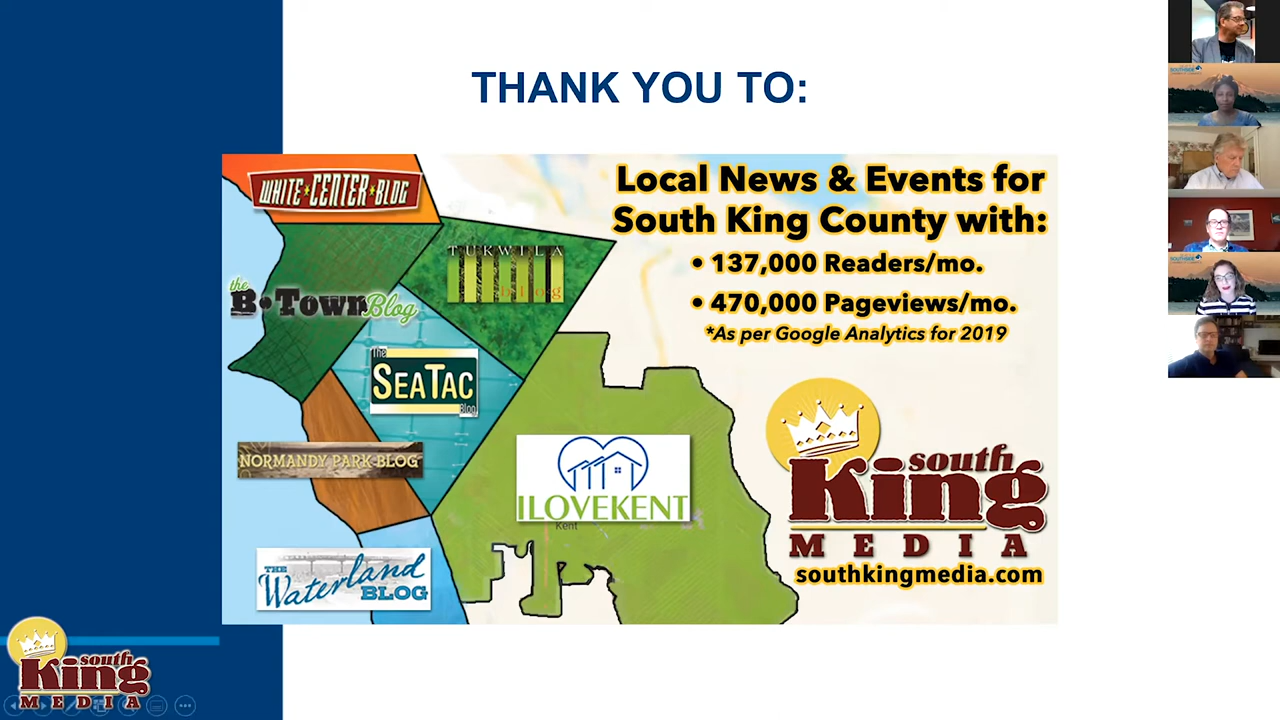 THANK YOU TO:
WHITE★CENTER★BLOG
Local News & Events for
South King County with:
• 137,000 Readers/mo.
• 470,000 Pageviews/mo.
*As per Google Analytics for 2019
TUKWILA
blog
the
B•Town Blog
The
SEATAC
Blog
NORMANDY PARK BLOG
ILOVEKENT
Kent
THE
Waterland
BLOG
south
King
MEDIA
southkingmedia.com
south
King
MEDIA